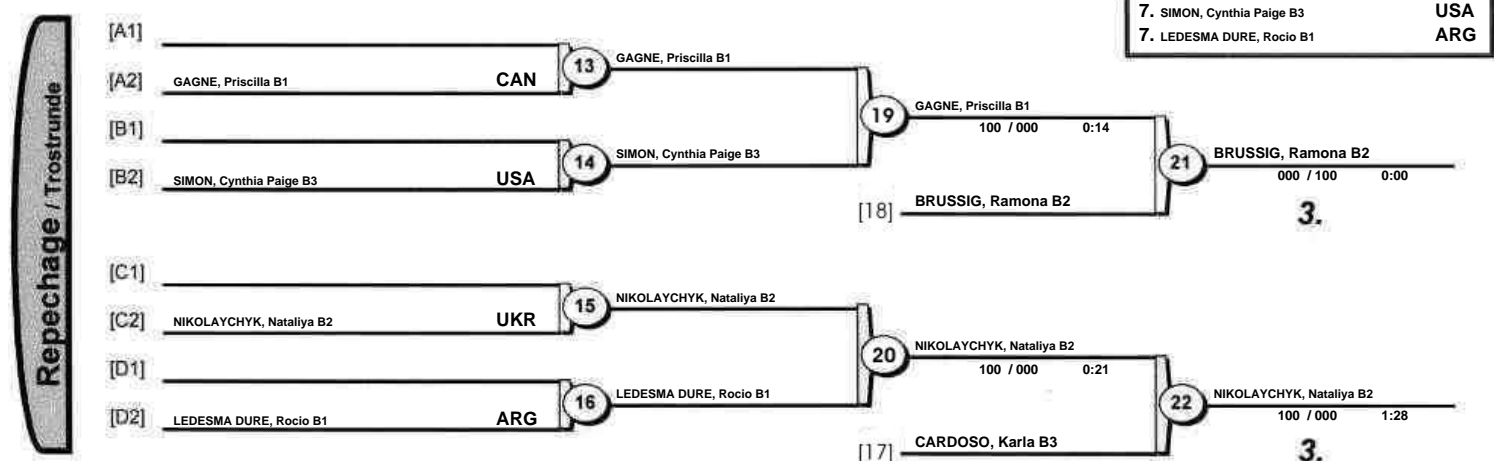 7. SIMON, Cynthia Paige B3 USA
7. LEDESMA DURE, Rocio B1 ARG
Repechage / Trostrunde
[A1]
[A2] GAGNE, Priscilla B1 CAN
13 GAGNE, Priscilla B1
[B1]
[B2] SIMON, Cynthia Paige B3 USA
14 SIMON, Cynthia Paige B3
19 GAGNE, Priscilla B1
100 / 000 0:14
[18] BRUSSIG, Ramona B2
21 BRUSSIG, Ramona B2
000 / 100 0:00
3.
[C1]
[C2] NIKOLAYCHYK, Nataliya B2 UKR
15 NIKOLAYCHYK, Nataliya B2
[D1]
[D2] LEDESMA DURE, Rocio B1 ARG
16 LEDESMA DURE, Rocio B1
20 NIKOLAYCHYK, Nataliya B2
100 / 000 0:21
[17] CARDOSO, Karla B3
22 NIKOLAYCHYK, Nataliya B2
100 / 000 1:28
3.